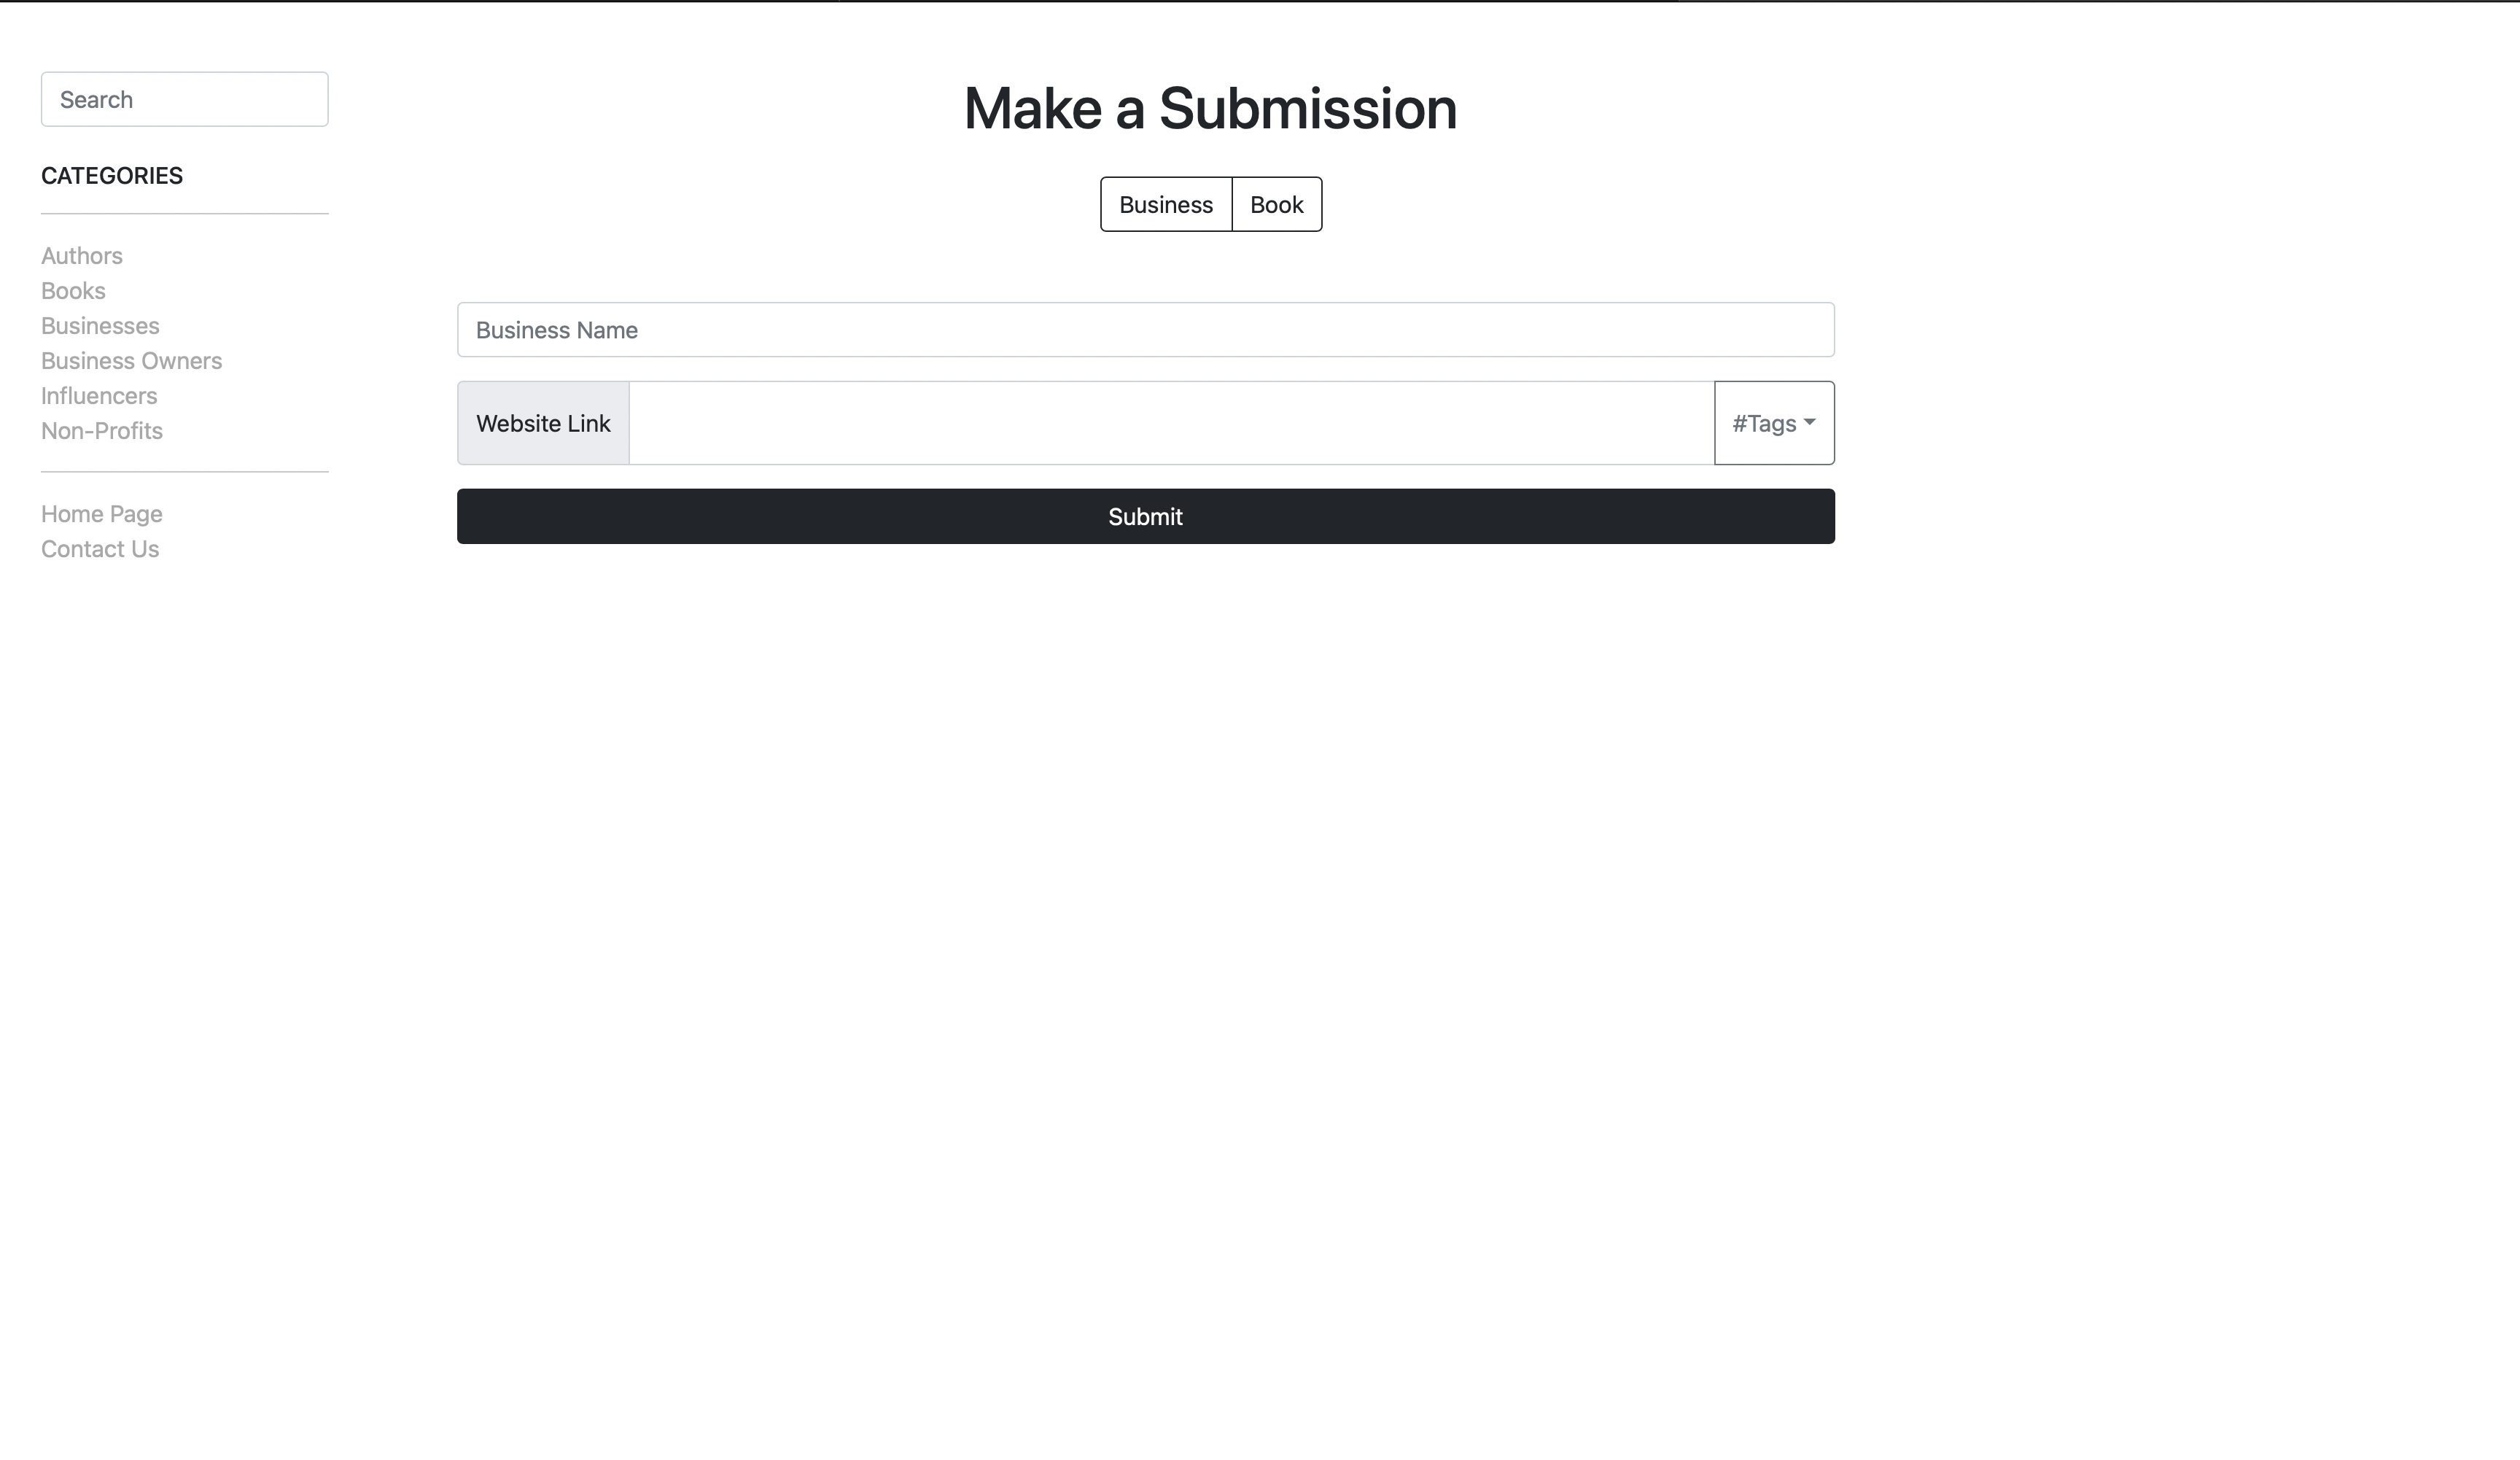 Search
CATEGORIES
Authors
Books
Businesses
Business Owners
Influencers
Non-Profits
Home Page
Contact Us
Make a Submission
Business Book
Business Name
Website Link #Tags
Submit